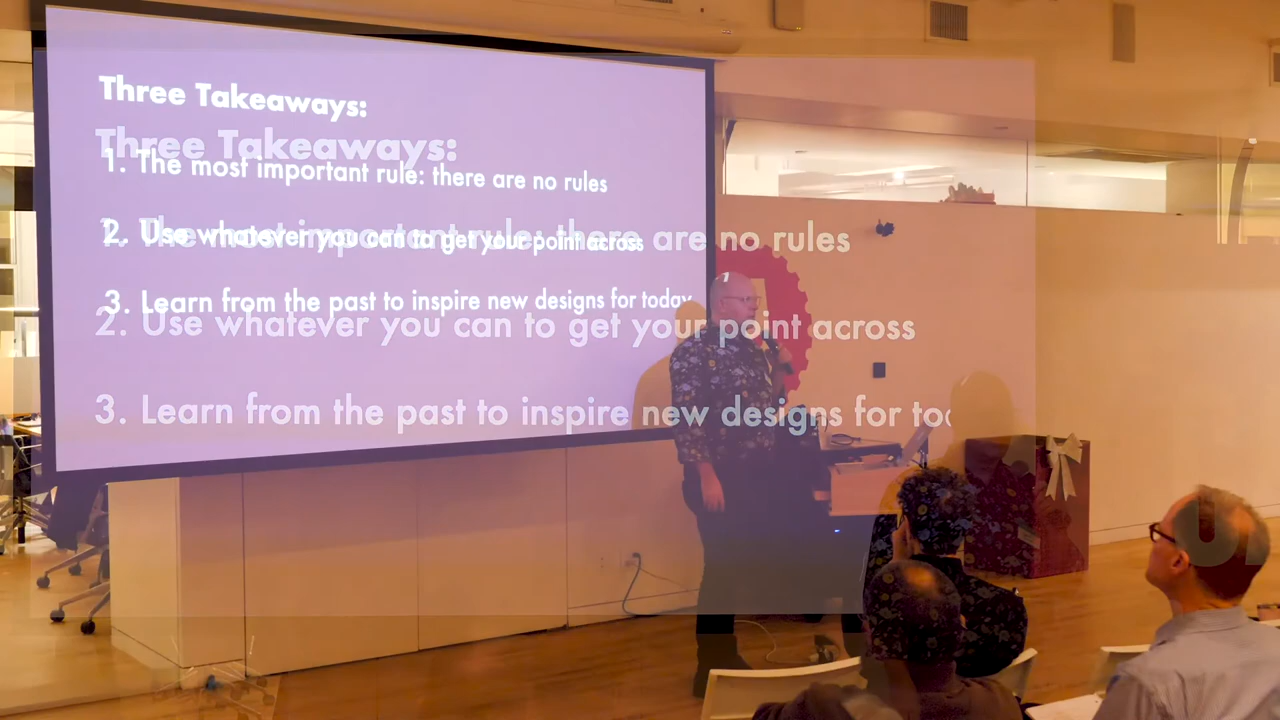 Three Takeaways:
1. The most important rule: there are no rules
2. Use whatever you can to get your point across
3. Learn from the past to inspire new designs for today
Three Takeaways:
1. The most important rule: there are no rules
2. Use whatever you can to get your point across
3. Learn from the past to inspire new designs for